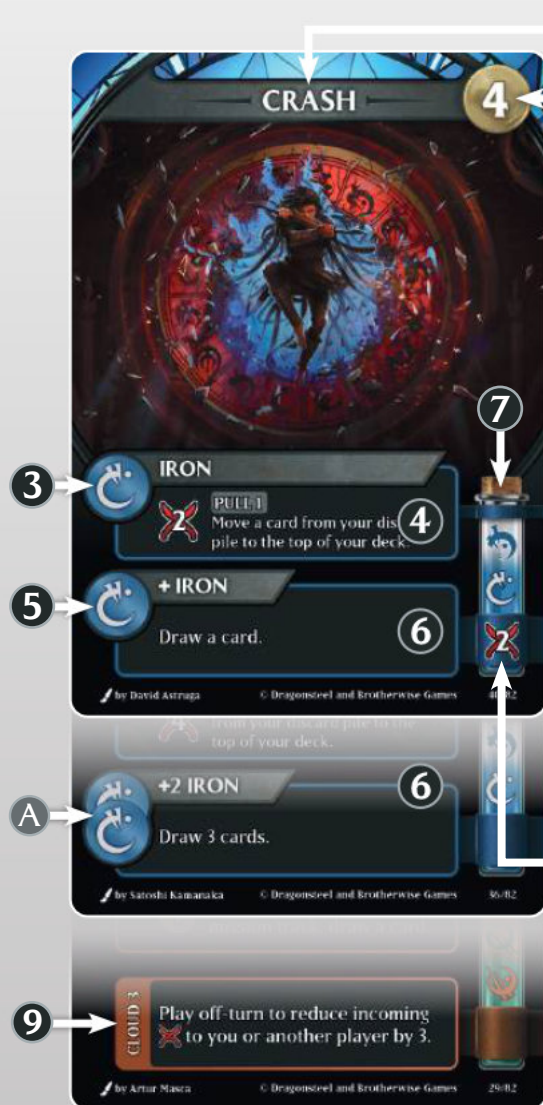 CRASH
4
7
3
IRON
2
PULL 1
Move a card from your dis
4
pile to the top of your deck.
5
+ IRON
Draw a card.
6
2
by David Astruga
© Dragonsteel and Brotherwise Games
4
from your discard pile to the
top of your deck.
+2 IRON
6
A
Draw 3 cards.
by Satoshi Kamanaka
© Dragonsteel and Brotherwise Games
36/82
9
CLOUD 3
Play off-turn to reduce incoming
to you or another player by 3.
by Artur Masca
© Dragonsteel and Brotherwise Games
29/82